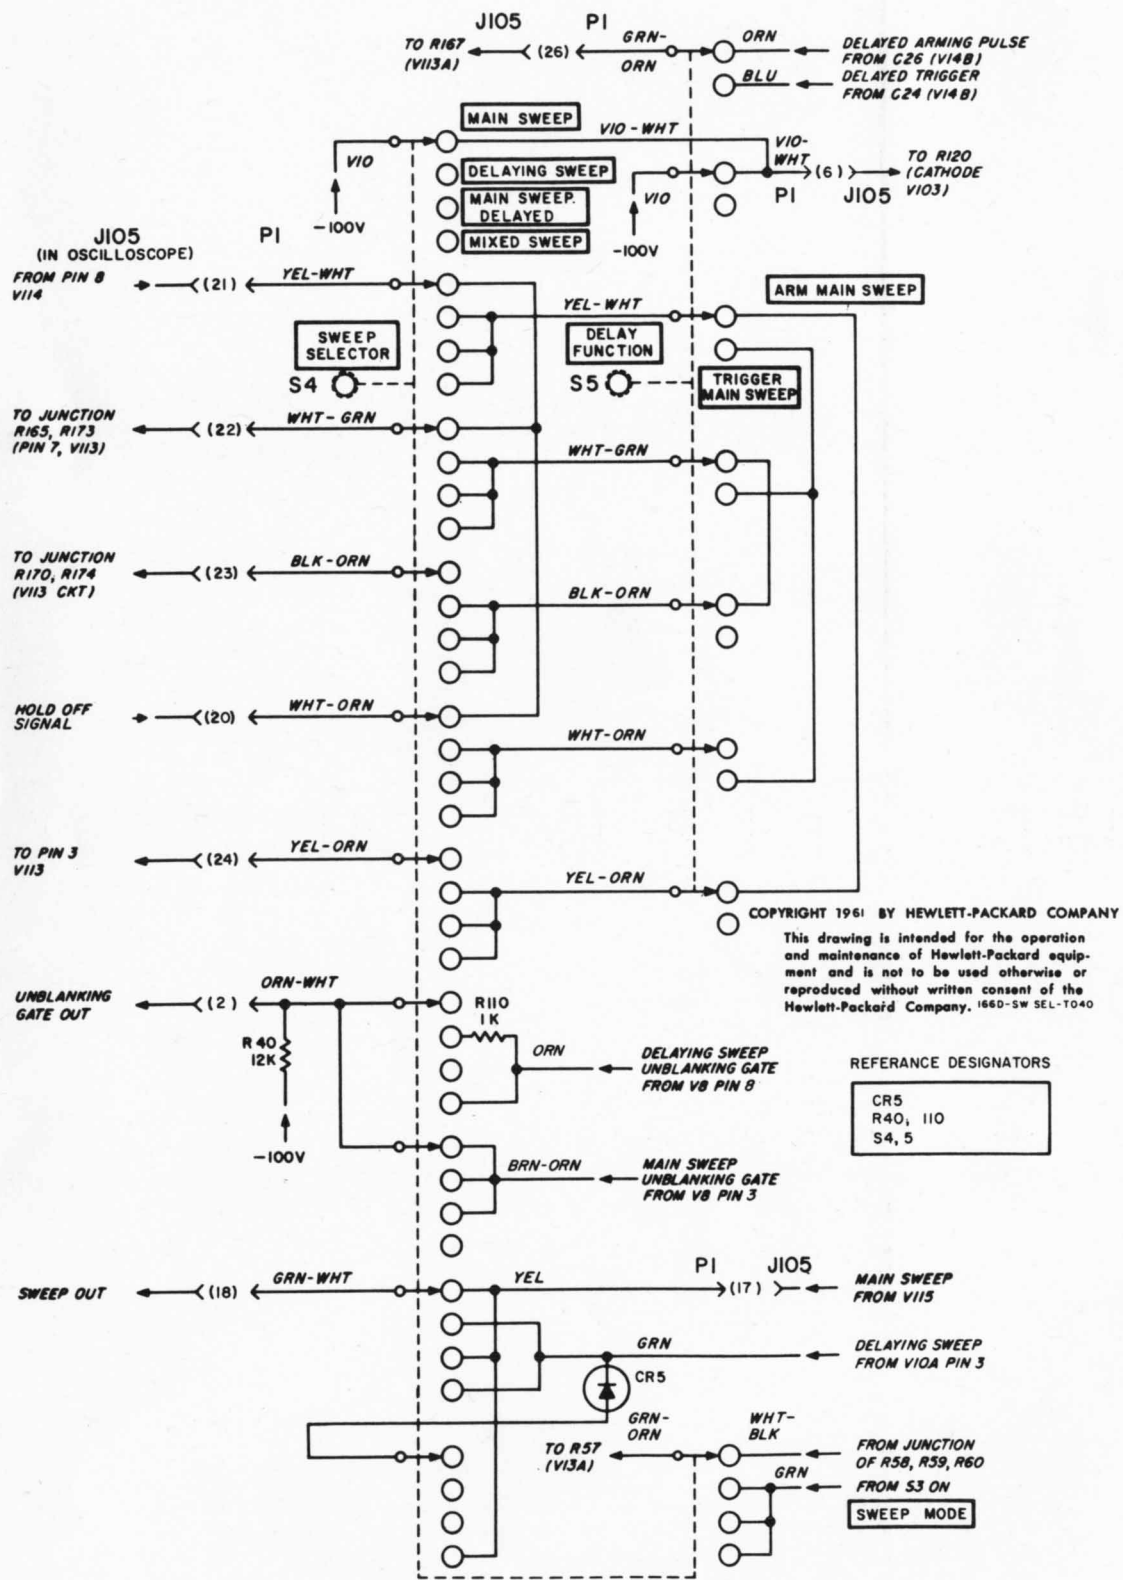 J105 P1
TO R167
(V113A)
(26)
GRN-
ORN
ORN
DELAYED ARMING PULSE
FROM C26 (V14B)
BLU
DELAYED TRIGGER
FROM C24 (V14B)
MAIN SWEEP
VIO-WHT
VIO
-100V
DELAYING SWEEP
MAIN SWEEP
DELAYED
MIXED SWEEP
VIO-
WHT
VIO
-100V
(6)
P1 J105
TO R120
(CATHODE
V103)
J105
(IN OSCILLOSCOPE)
P1
FROM PIN 8
V114
(21)
YEL-WHT
ARM MAIN SWEEP
YEL-WHT
SWEEP
SELECTOR
S4
DELAY
FUNCTION
S5
TRIGGER
MAIN SWEEP
TO JUNCTION
R165, R173
(PIN 7, V113)
(22)
WHT-GRN
WHT-GRN
TO JUNCTION
R170, R174
(V113 CKT)
(23)
BLK-ORN
BLK-ORN
HOLD OFF
SIGNAL
(20)
WHT-ORN
WHT-ORN
TO PIN 3
V113
(24)
YEL-ORN
YEL-ORN
COPYRIGHT 1961 BY HEWLETT-PACKARD COMPANY
This drawing is intended for the operation
and maintenance of Hewlett-Packard equip-
ment and is not to be used otherwise or
reproduced without written consent of the
Hewlett-Packard Company. 166D-SW SEL-T040
UNBLANKING
GATE OUT
(2)
ORN-WHT
R40
12K
-100V
R110
1K
ORN
DELAYING SWEEP
UNBLANKING GATE
FROM V8 PIN 8
REFERANCE DESIGNATORS
CR5
R40, 110
S4, 5
BRN-ORN
MAIN SWEEP
UNBLANKING GATE
FROM V8 PIN 3
SWEEP OUT
(18)
GRN-WHT
YEL
P1 J105
(17)
MAIN SWEEP
FROM V115
GRN
DELAYING SWEEP
FROM V10A PIN 3
CR5
TO R57
(V13A)
GRN-
ORN
WHT-
BLK
FROM JUNCTION
OF R58, R59, R60
GRN
FROM S3 ON
SWEEP MODE